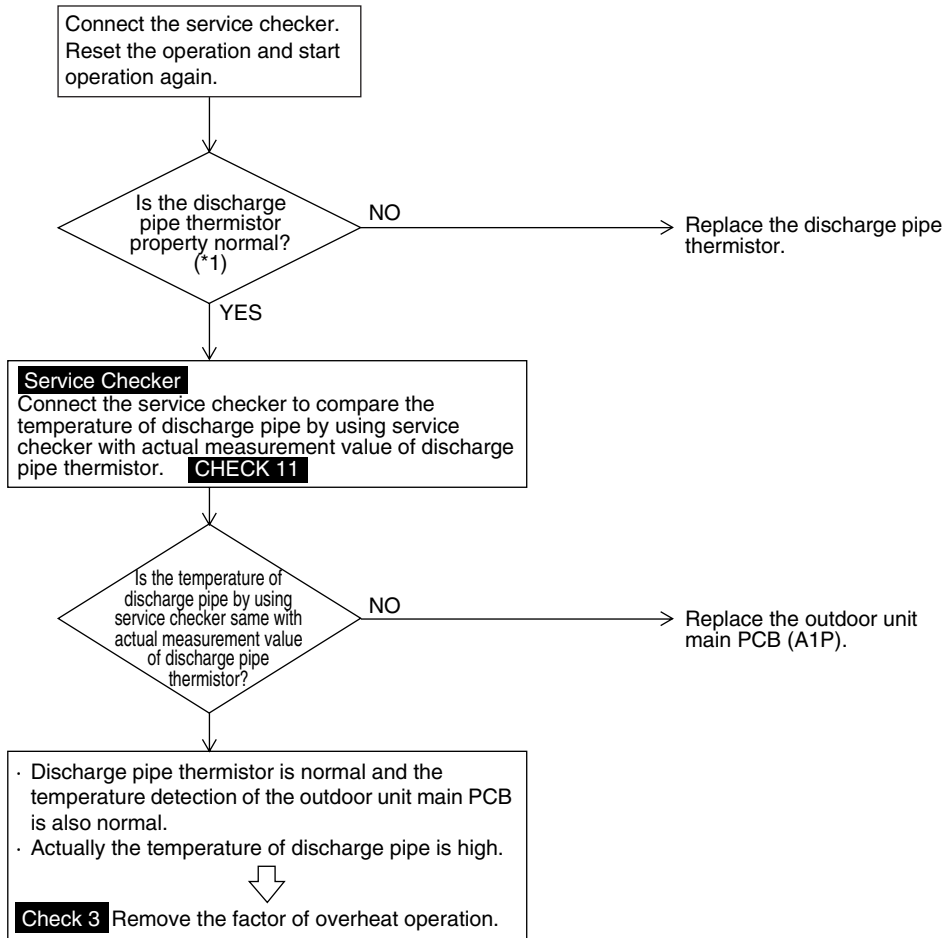 Connect the service checker.
Reset the operation and start
operation again.
Is the discharge
pipe thermistor
property normal?
(*1)
NO
Replace the discharge pipe
thermistor.
YES
Service Checker
Connect the service checker to compare the
temperature of discharge pipe by using service
checker with actual measurement value of discharge
pipe thermistor. CHECK 11
Is the temperature of
discharge pipe by using
service checker same with
actual measurement value
of discharge pipe
thermistor?
NO
Replace the outdoor unit
main PCB (A1P).
· Discharge pipe thermistor is normal and the
temperature detection of the outdoor unit main PCB
is also normal.
· Actually the temperature of discharge pipe is high.
Check 3 Remove the factor of overheat operation.